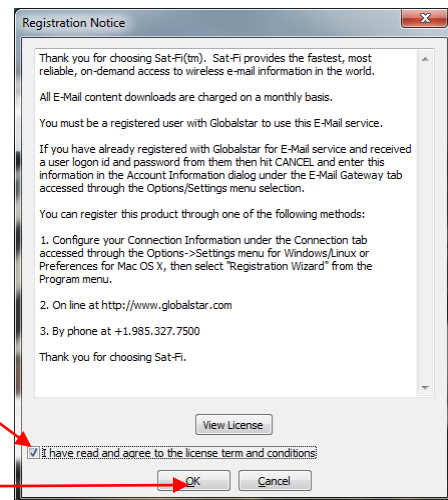 Registration Notice
Thank you for choosing Sat-Fi(tm). Sat-Fi provides the fastest, most
reliable, on-demand access to wireless e-mail information in the world.
All E-Mail content downloads are charged on a monthly basis.
You must be a registered user with Globalstar to use this E-Mail service.
If you have already registered with Globalstar for E-Mail service and received
a user logon id and password from them then hit CANCEL and enter this
information in the Account Information dialog under the E-Mail Gateway tab
accessed through the Options/Settings menu selection.
You can register this product through one of the following methods:
1. Configure your Connection Information under the Connection tab
accessed through the Options->Settings menu for Windows/Linux or
Preferences for Mac OS X, then select "Registration Wizard" from the
Program menu.
2. On line at http://www.globalstar.com
3. By phone at +1.985.327.7500
Thank you for choosing Sat-Fi.
View License
I have read and agree to the license term and conditions
OK Cancel